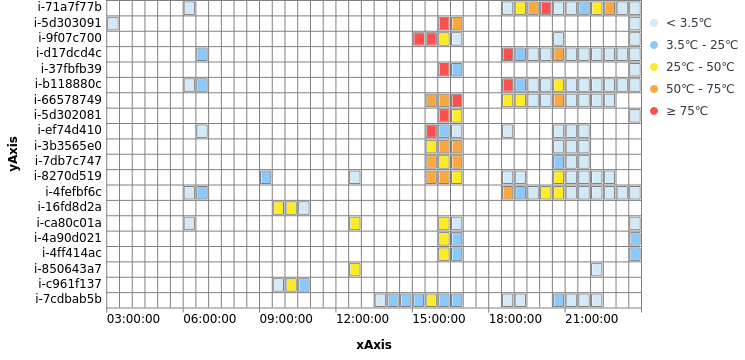 i-71a7f77b
i-5d303091
i-9f07c700
i-d17dcd4c
i-37fbfb39
i-b118880c
i-66578749
i-5d302081
i-ef74d410
i-3b3565e0
i-7db7c747
i-8270d519
i-4fefbf6c
i-16fd8d2a
i-ca80c01a
i-4a90d021
i-4ff414ac
i-850643a7
i-c961f137
i-7cdbab5b
yAxis
03:00:00 06:00:00 09:00:00 12:00:00 15:00:00 18:00:00 21:00:00
xAxis
< 3.5℃
3.5℃ - 25℃
25℃ - 50℃
50℃ - 75℃
≥ 75℃